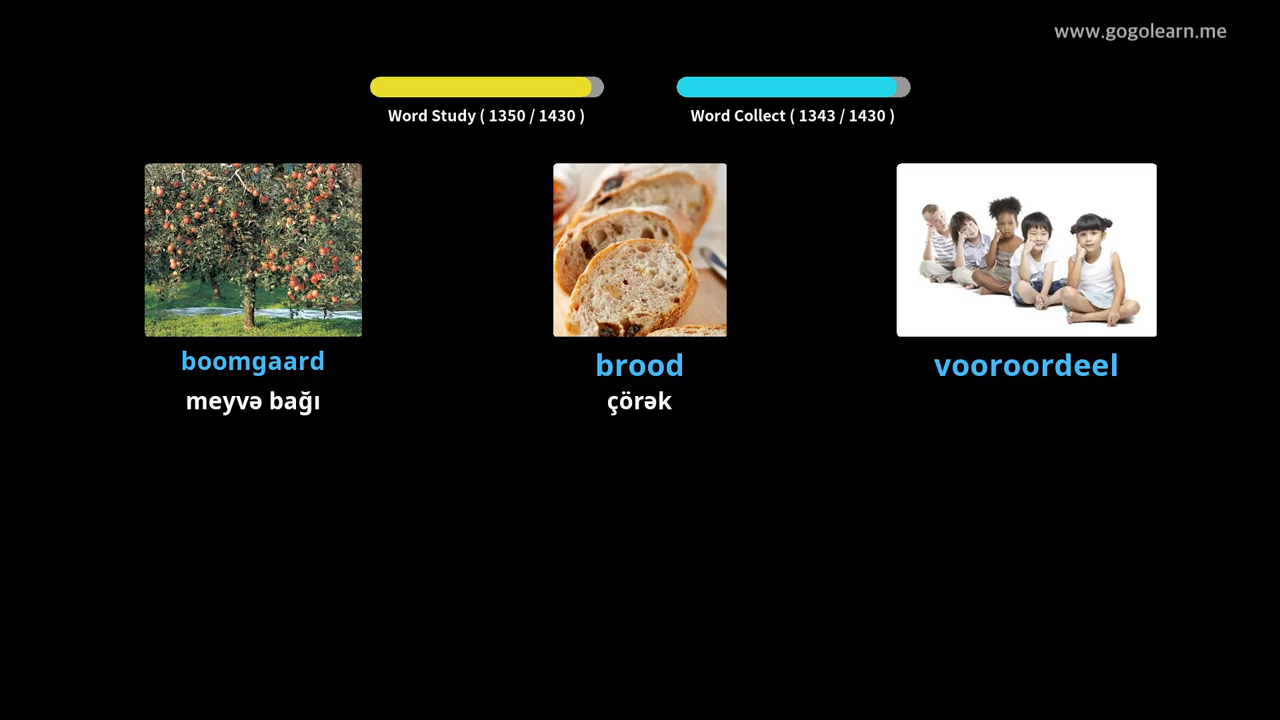 www.gogolearn.me
Word Study ( 1350 / 1430 )
Word Collect ( 1343 / 1430 )
boomgaard
meyvə bağı
brood
çörək
vooroordeel